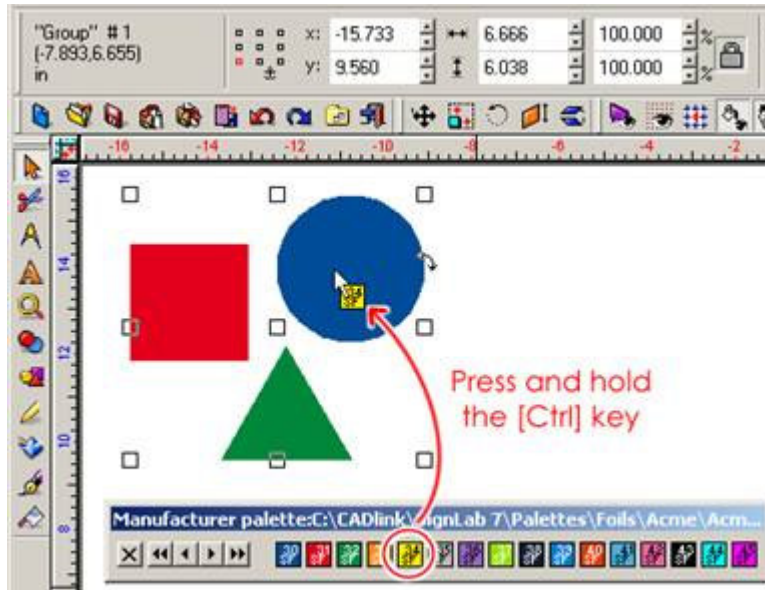 "Group" # 1
(-7.893,6.655)
in
x: -15.733 6.666 100.000 %
y: 9.560 6.038 100.000 %
-16 -14 -12 -10 -8 -6 -4 -2
16
14
12
10
8
Press and hold
the [Ctrl] key
Manufacturer palette:C:\CADlink\SignLab 7\Palettes\Foils\Acme\Acm...